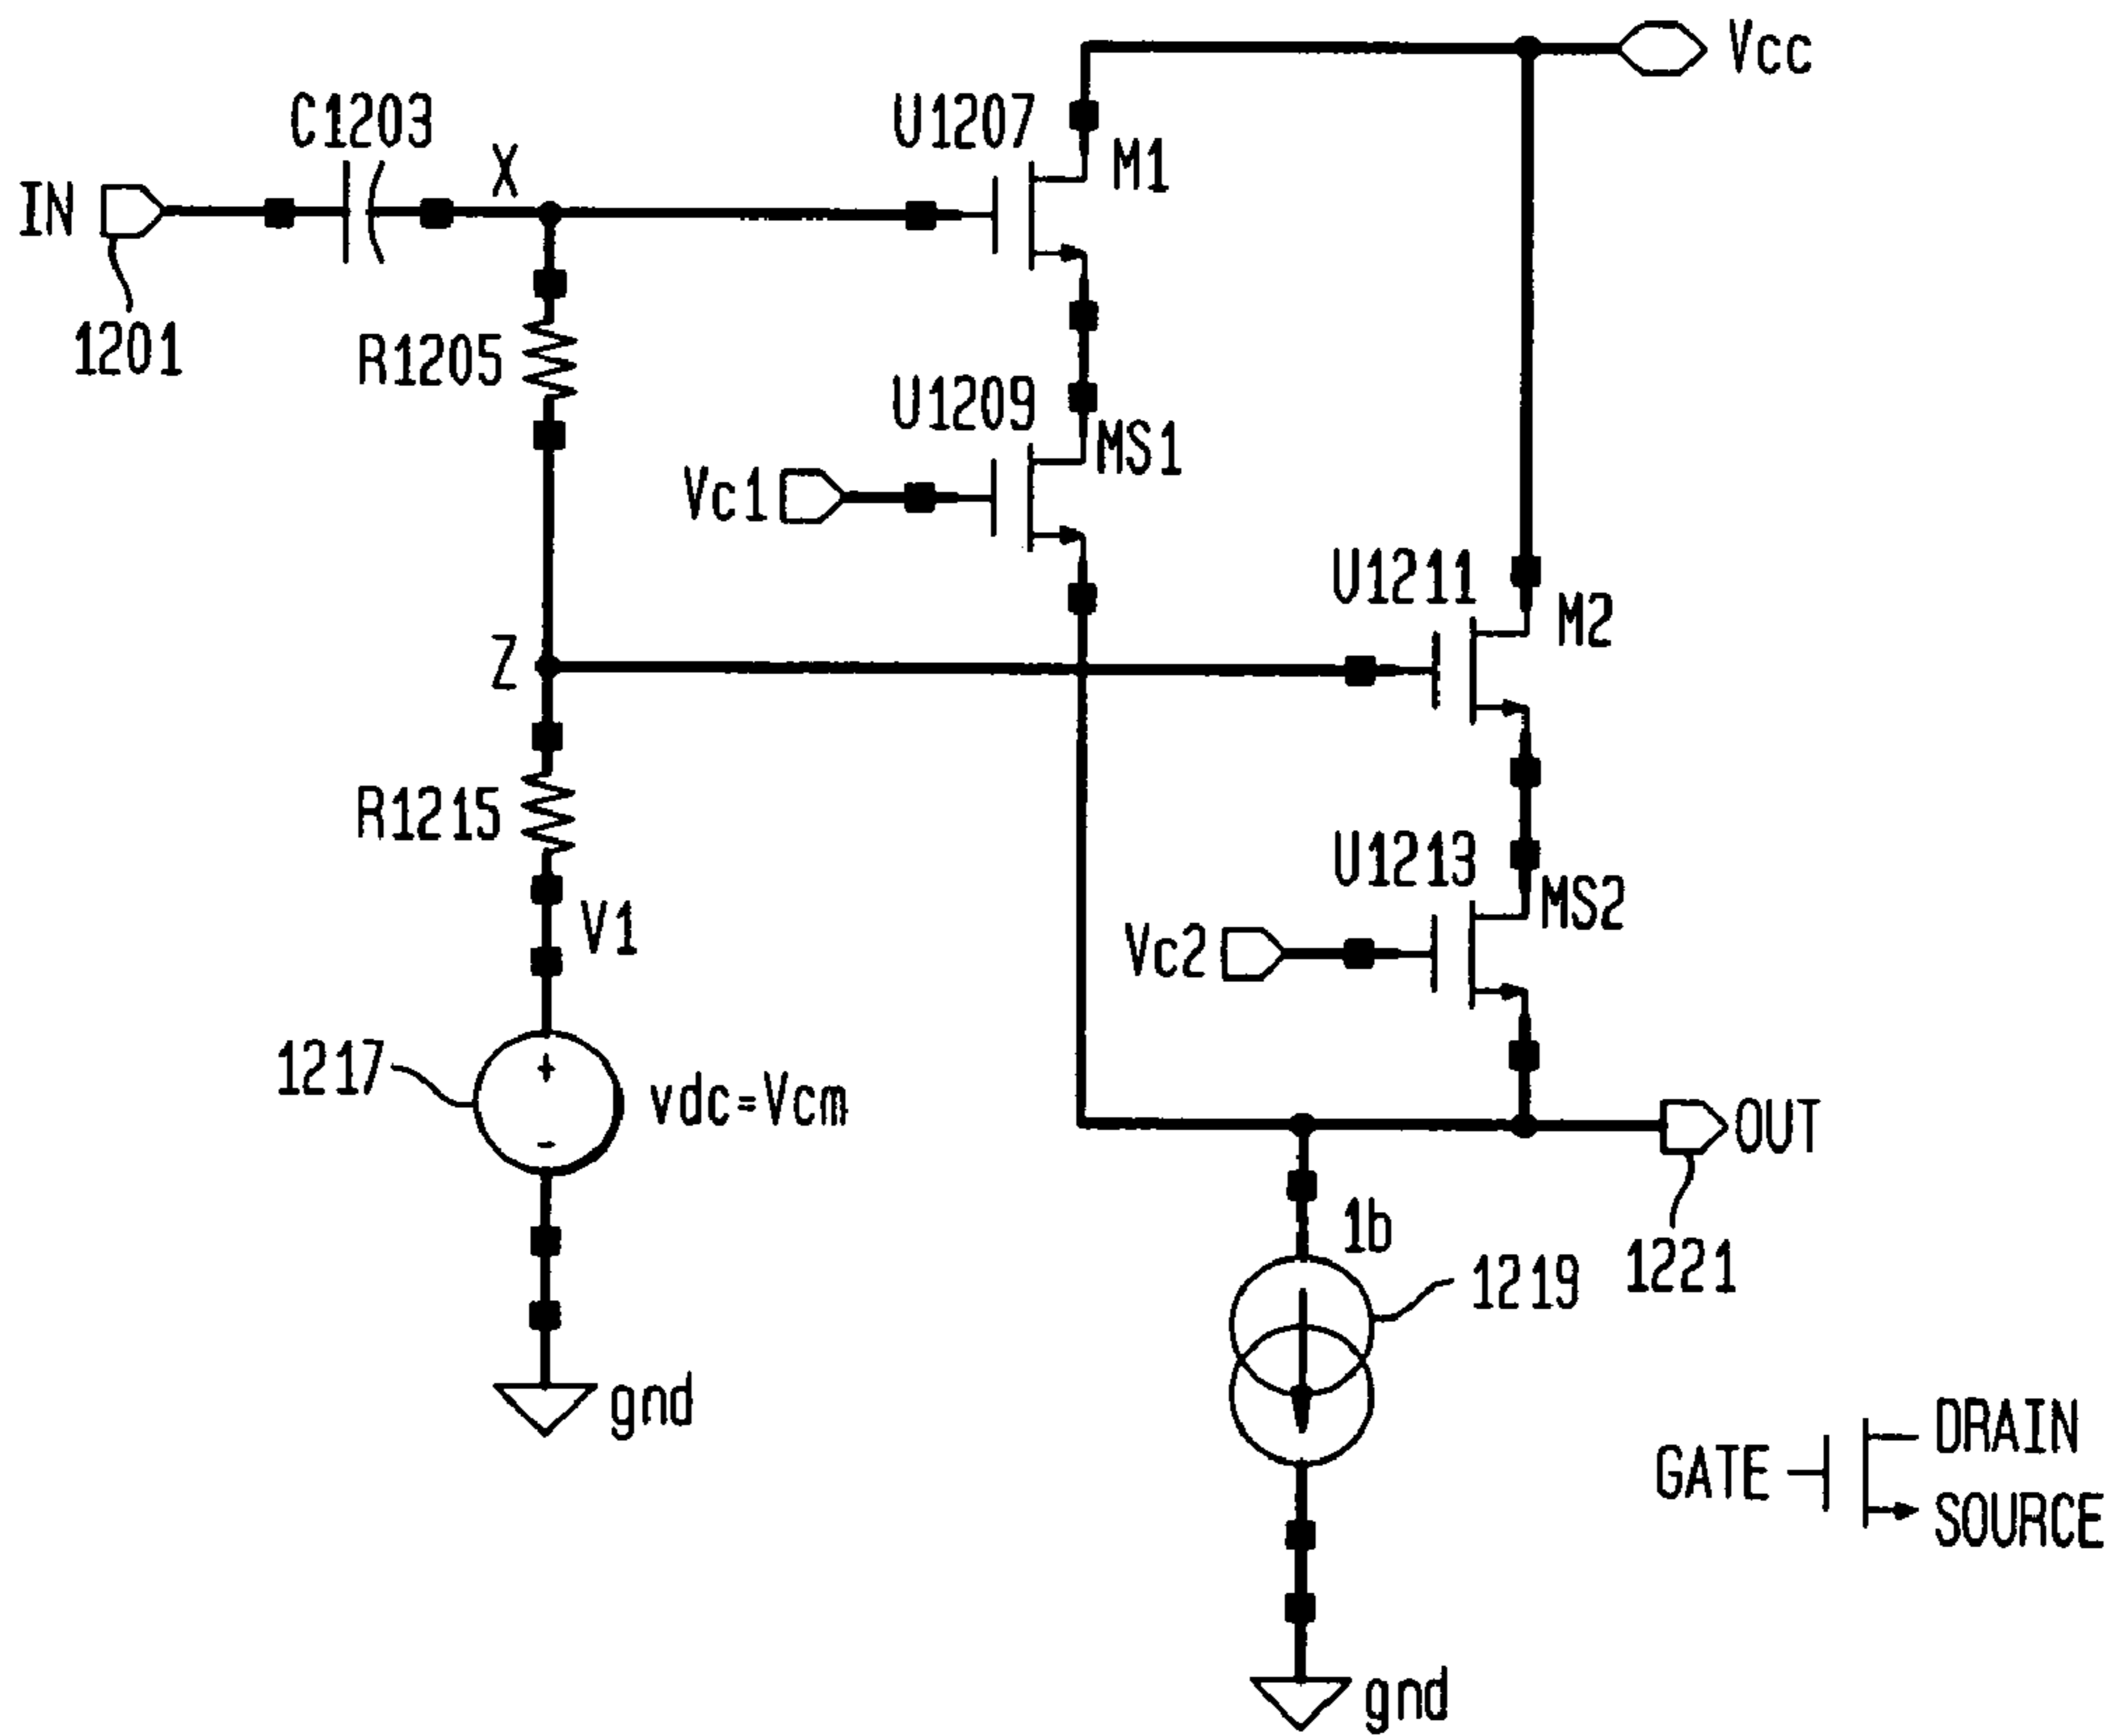 Vcc
C1203
U1207
X
M1
IN
1201
R1205
U1209
MS1
Vc1
U1211
M2
Z
R1215
U1213
MS2
V1
Vc2
1217
vdc=Vcm
OUT
1b
1219
1221
gnd
DRAIN
GATE
SOURCE
gnd